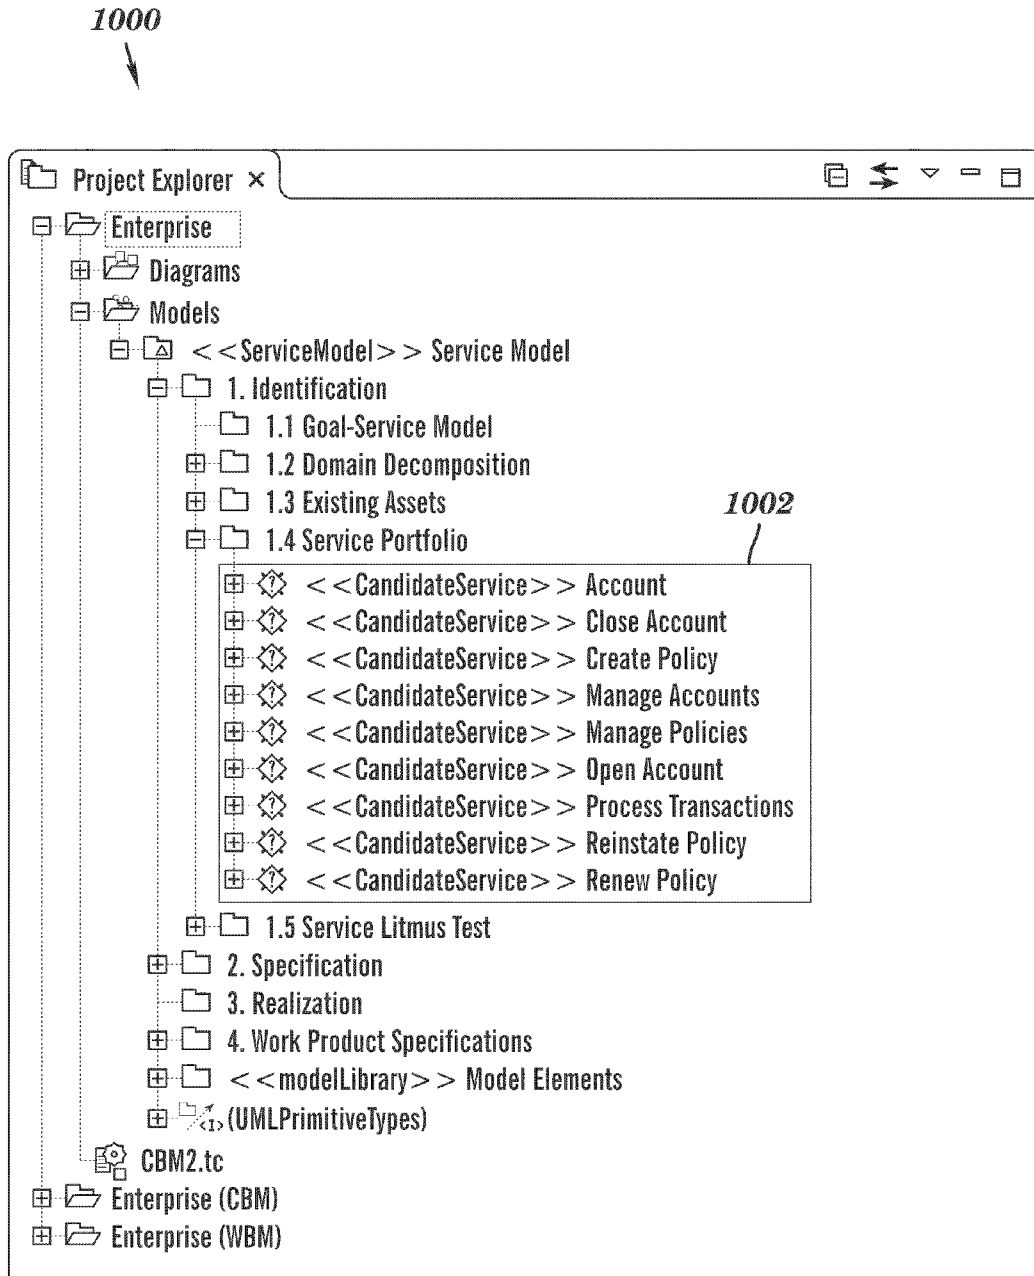 1000
Project Explorer ×
Enterprise
Diagrams
Models
<<ServiceModel>> Service Model
1. Identification
1.1 Goal-Service Model
1.2 Domain Decomposition
1.3 Existing Assets
1002
1.4 Service Portfolio
<<CandidateService>> Account
<<CandidateService>> Close Account
<<CandidateService>> Create Policy
<<CandidateService>> Manage Accounts
<<CandidateService>> Manage Policies
<<CandidateService>> Open Account
<<CandidateService>> Process Transactions
<<CandidateService>> Reinstate Policy
<<CandidateService>> Renew Policy
1.5 Service Litmus Test
2. Specification
3. Realization
4. Work Product Specifications
<<modelLibrary>> Model Elements
<I> (UMLPrimitiveTypes)
CBM2.tc
Enterprise (CBM)
Enterprise (WBM)